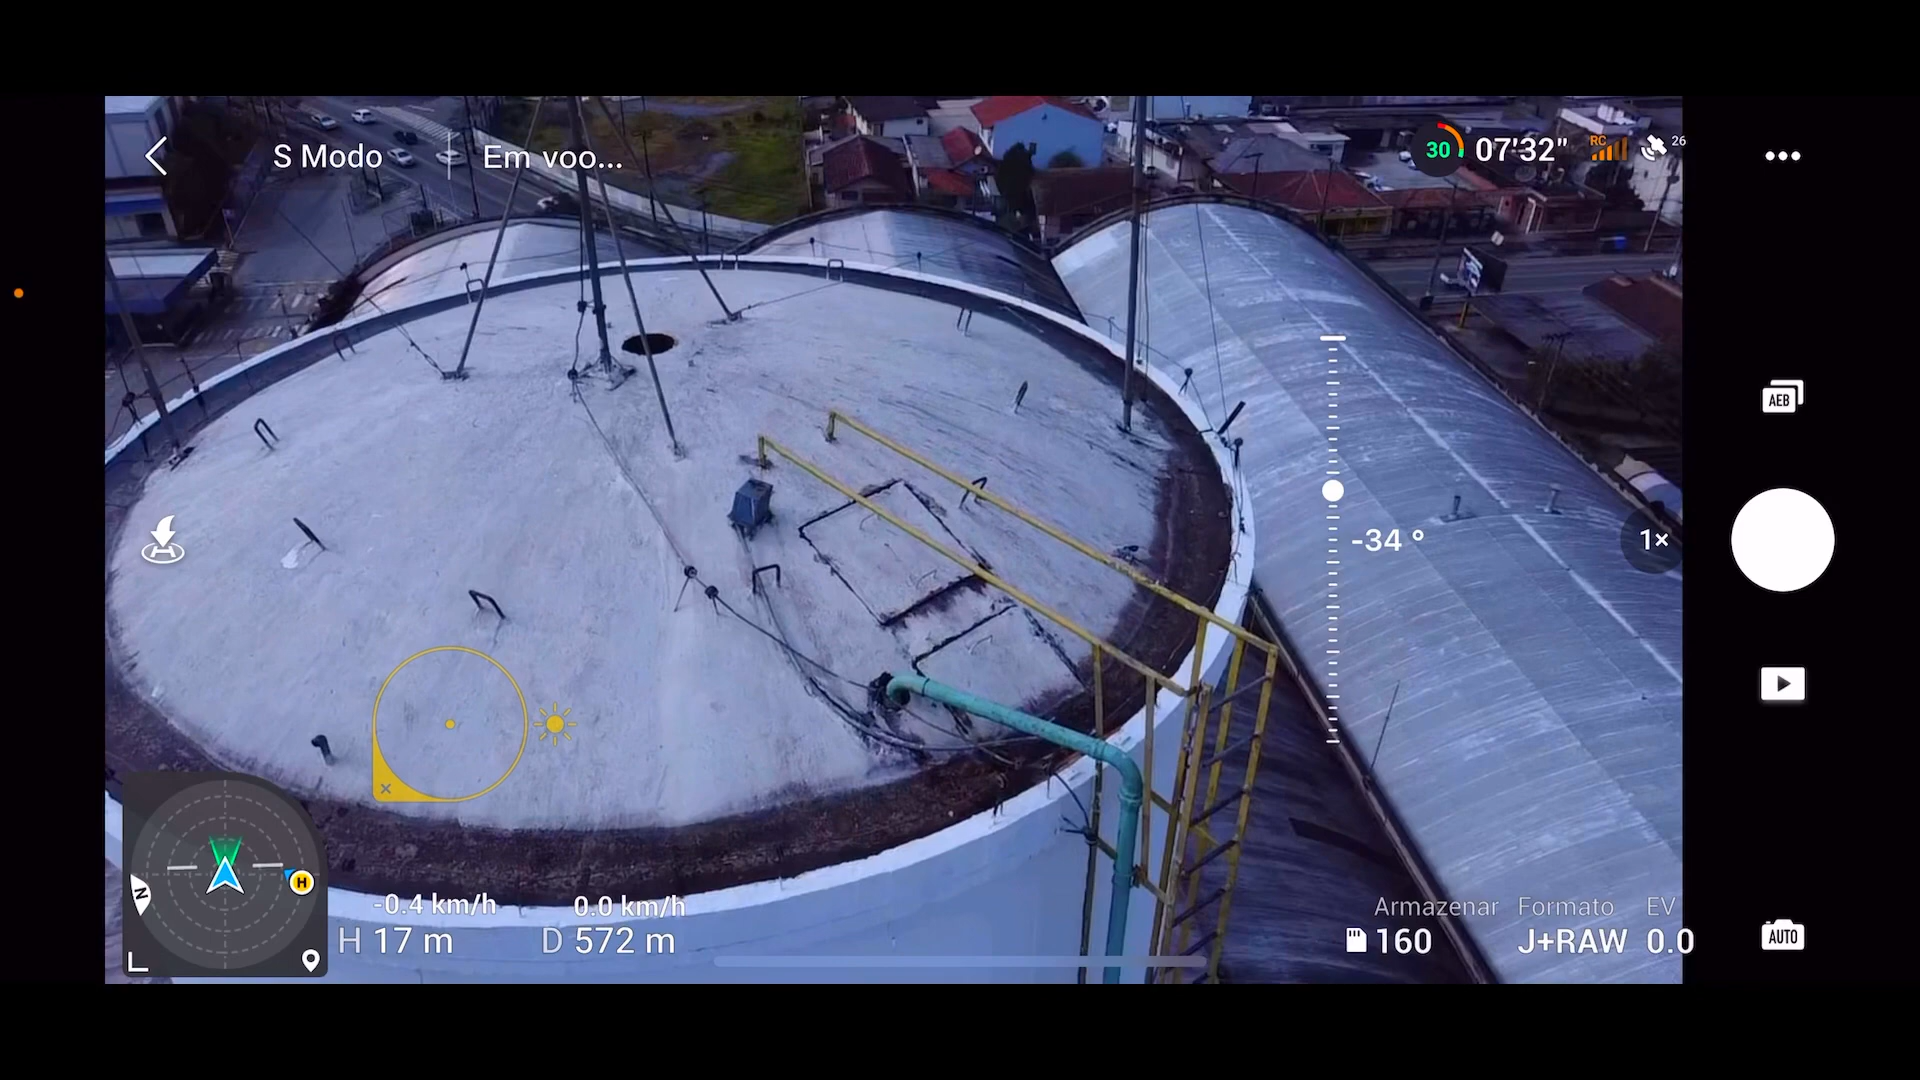 S Modo
Em voo...
30
07'32"
RC
26
AEB
-34 °
1×
N
H
-0.4 km/h
0.0 km/h
H 17 m
D 572 m
Armazenar
Formato
EV
160
J+RAW
0.0
AUTO